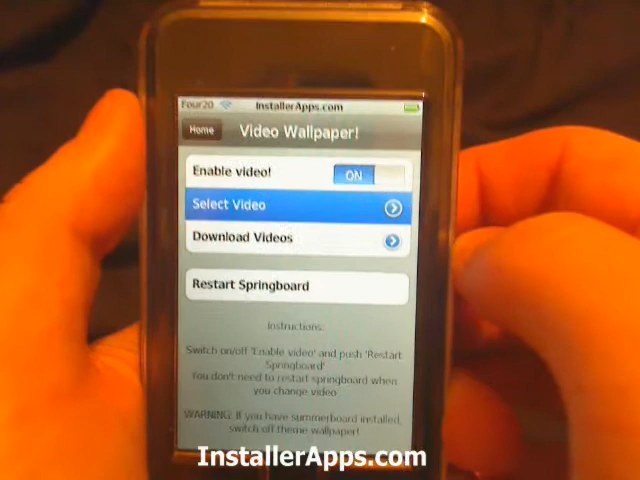 Four20 InstallerApps.com
Home Video Wallpaper!
Enable video! ON
Select Video
Download Videos
Restart Springboard
Instructions:
Switch on/off 'Enable video' and push 'Restart
Springboard'
You don't need to restart springboard when
you change video
WARNING: If you have summerboard installed,
switch off theme wallpaper!
InstallerApps.com